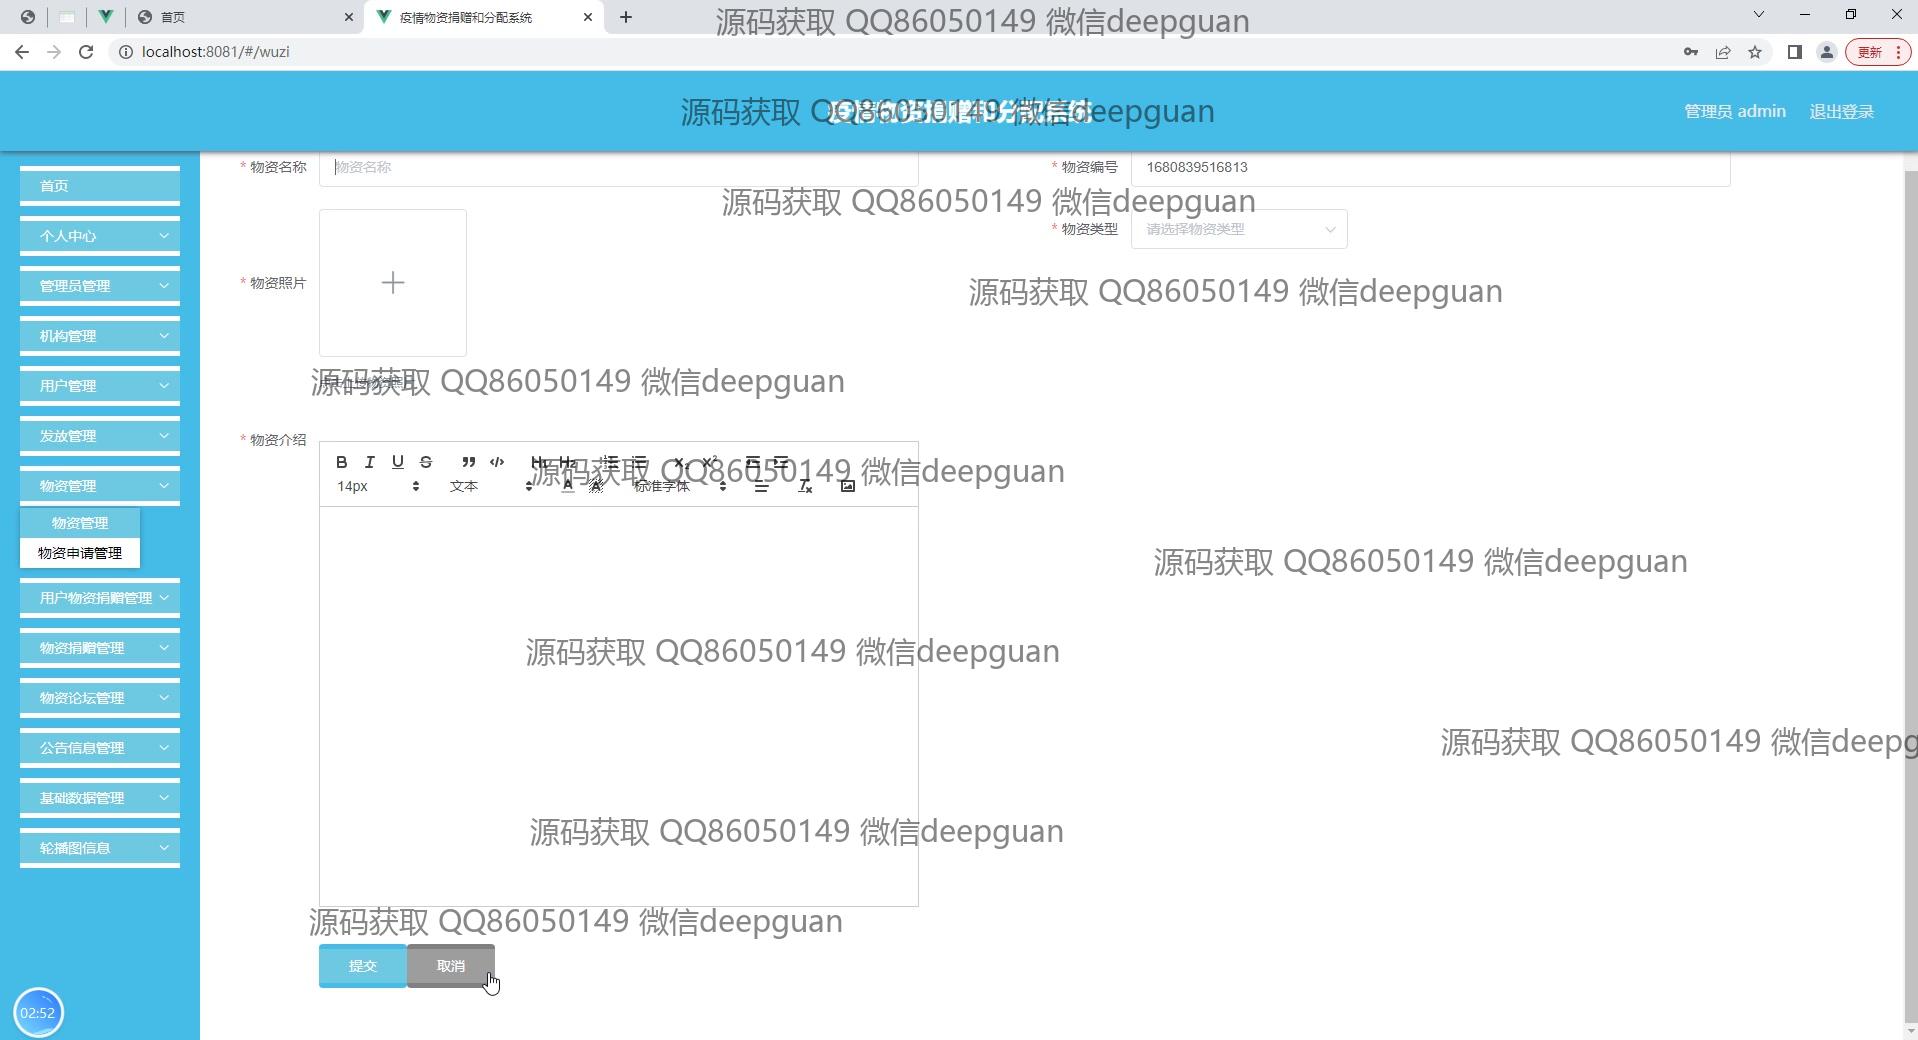 首页
疫情物资捐赠和分配系统
源码获取 QQ86050149 微信deepguan
localhost:8081/#/wuzi
更新
源码获取 QQ86050149 微信deepguan
疫情物资捐赠和分配系统
管理员 admin
退出登录
首页
个人中心
管理员管理
机构管理
用户管理
发放管理
物资管理
物资管理
物资申请管理
用户物资捐赠管理
物资捐赠管理
物资论坛管理
公告信息管理
基础数据管理
轮播图信息
02:52
* 物资名称
物资名称
* 物资编号
1680839516813
源码获取 QQ86050149 微信deepguan
* 物资类型
请选择物资类型
* 物资照片
源码获取 QQ86050149 微信deepguan
源码获取 QQ86050149 微信deepguan
* 物资介绍
源码获取 QQ86050149 微信deepguan
14px
文本
标准字体
源码获取 QQ86050149 微信deepguan
源码获取 QQ86050149 微信deepguan
源码获取 QQ86050149 微信deepg
源码获取 QQ86050149 微信deepguan
源码获取 QQ86050149 微信deepguan
提交
取消